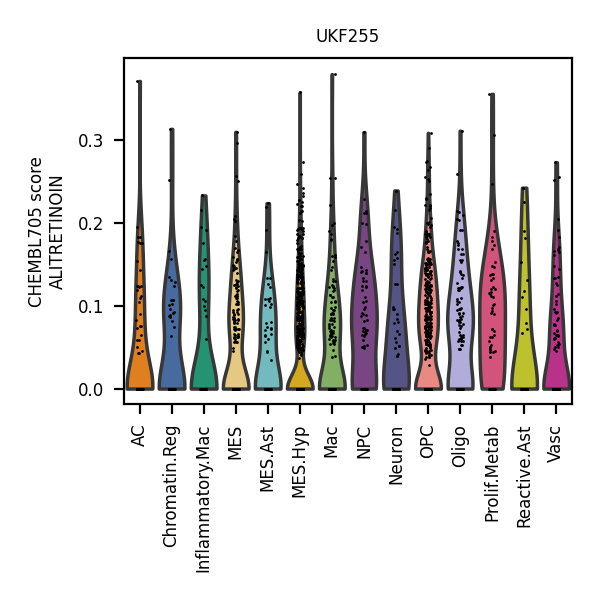 UKF255
CHEMBL705 score
ALITRETINOIN
0.3
0.2
0.1
0.0
AC
Chromatin.Reg
Inflammatory.Mac
MES
MES.Ast
MES.Hyp
Mac
NPC
Neuron
OPC
Oligo
Prolif.Metab
Reactive.Ast
Vasc